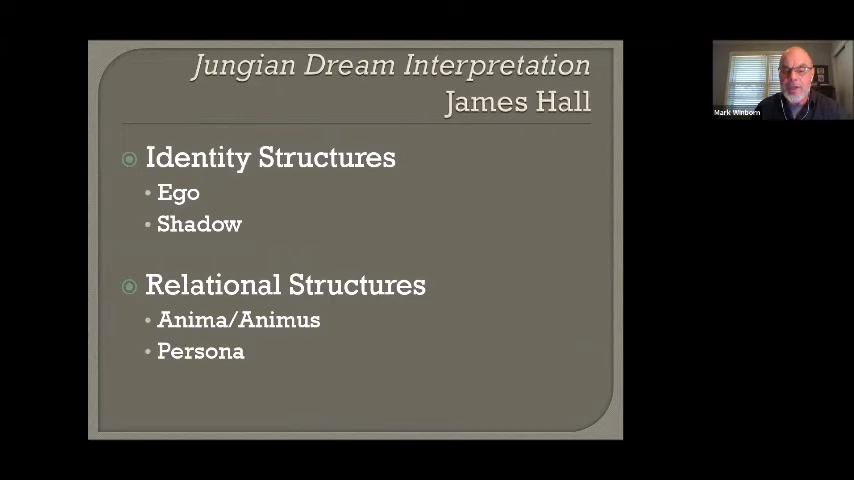 Jungian Dream Interpretation
James Hall
Identity Structures
Ego
Shadow
Relational Structures
Anima/Animus
Persona
Mark Winborn